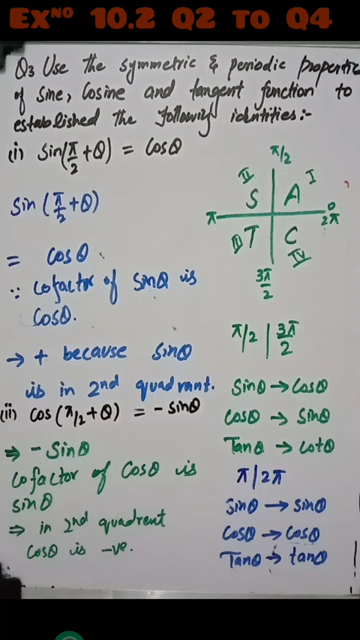 Ex Nº 10.2 Q2 TO Q4
Q3 Use the symmetric & periodic properties
of sine, Cosine and tangent function to
established the following identities:-
(i) Sin(π/2 + θ) = Cosθ
Sin (π/2 + θ)
= Cosθ
∵ Cofactor of Sinθ is
Cosθ.
→ + because Sinθ
is in 2nd quadrant.
(ii) Cos (π/2 + θ) = - Sinθ
⇒ - Sinθ
Cofactor of Cosθ is
sinθ
⇒ in 2nd quadrant
Cosθ is -ve.
π/2
II I
S A
π 0
2π
III T C
IV
3π/2
π/2 | 3π/2
Sinθ → Cosθ
Cosθ → Sinθ
Tanθ → Cotθ
π/2π
Sinθ → Sinθ
Cosθ → Cosθ
Tanθ → tanθ